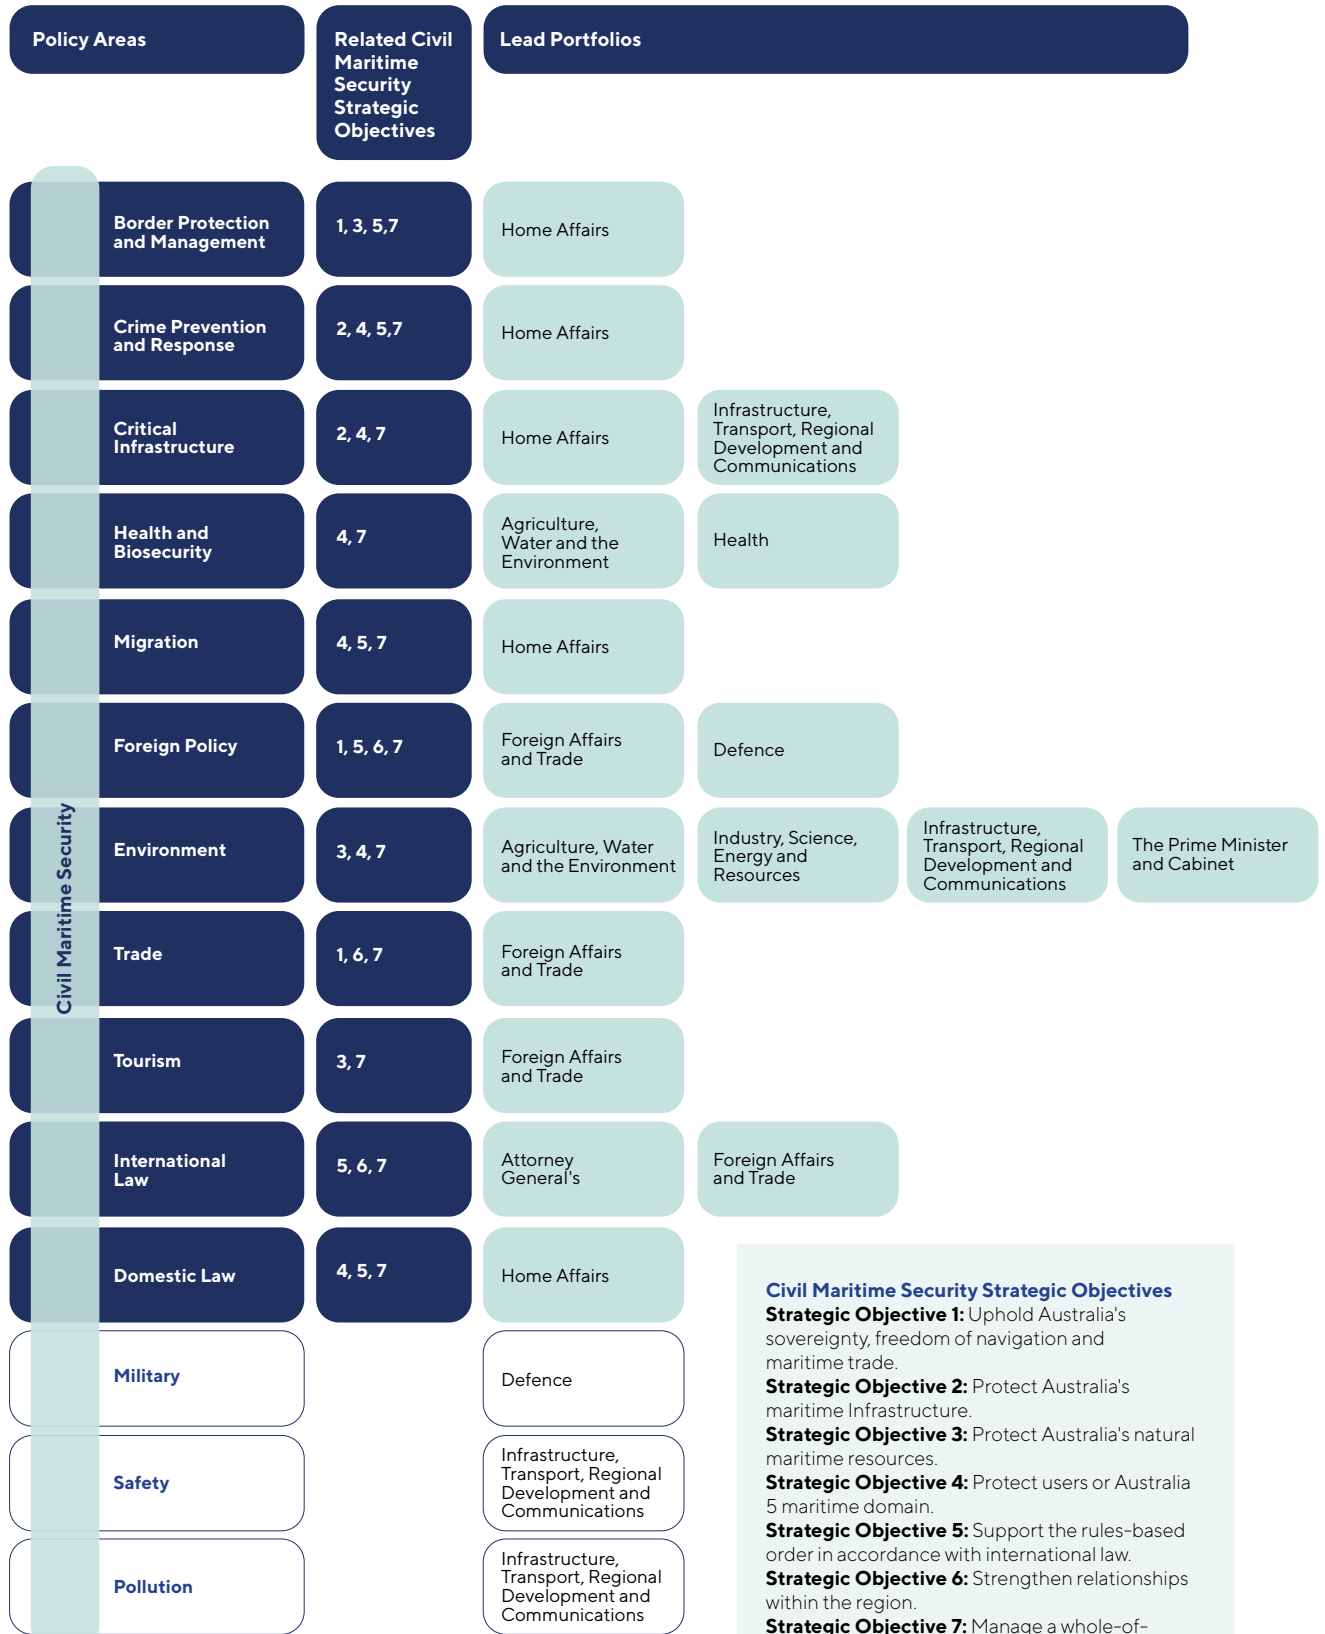 Policy Areas
Related Civil
Maritime
Security
Strategic
Objectives
Lead Portfolios
Civil Maritime Security
Border Protection
and Management
1, 3, 5,7
Home Affairs
Crime Prevention
and Response
2, 4, 5,7
Home Affairs
Critical
Infrastructure
2, 4, 7
Home Affairs
Infrastructure,
Transport, Regional
Development and
Communications
Health and
Biosecurity
4, 7
Agriculture,
Water and the
Environment
Health
Migration
4, 5, 7
Home Affairs
Foreign Policy
1, 5, 6, 7
Foreign Affairs
and Trade
Defence
Environment
3, 4, 7
Agriculture, Water
and the Environment
Industry, Science,
Energy and
Resources
Infrastructure,
Transport, Regional
Development and
Communications
The Prime Minister
and Cabinet
Trade
1, 6, 7
Foreign Affairs
and Trade
Tourism
3, 7
Foreign Affairs
and Trade
International
Law
5, 6, 7
Attorney
General's
Foreign Affairs
and Trade
Domestic Law
4, 5, 7
Home Affairs
Military
Defence
Safety
Infrastructure,
Transport, Regional
Development and
Communications
Pollution
Infrastructure,
Transport, Regional
Development and
Communications
Civil Maritime Security Strategic Objectives
Strategic Objective 1: Uphold Australia's
sovereignty, freedom of navigation and
maritime trade.
Strategic Objective 2: Protect Australia's
maritime Infrastructure.
Strategic Objective 3: Protect Australia's natural
maritime resources.
Strategic Objective 4: Protect users or Australia
5 maritime domain.
Strategic Objective 5: Support the rules-based
order in accordance with international law.
Strategic Objective 6: Strengthen relationships
within the region.
Strategic Objective 7: Manage a whole-of-